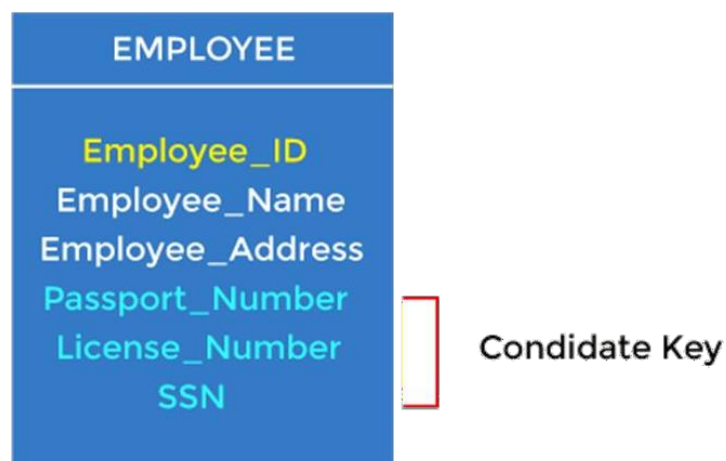 EMPLOYEE
Employee_ID
Employee_Name
Employee_Address
Passport_Number
License_Number
SSN
Condidate Key